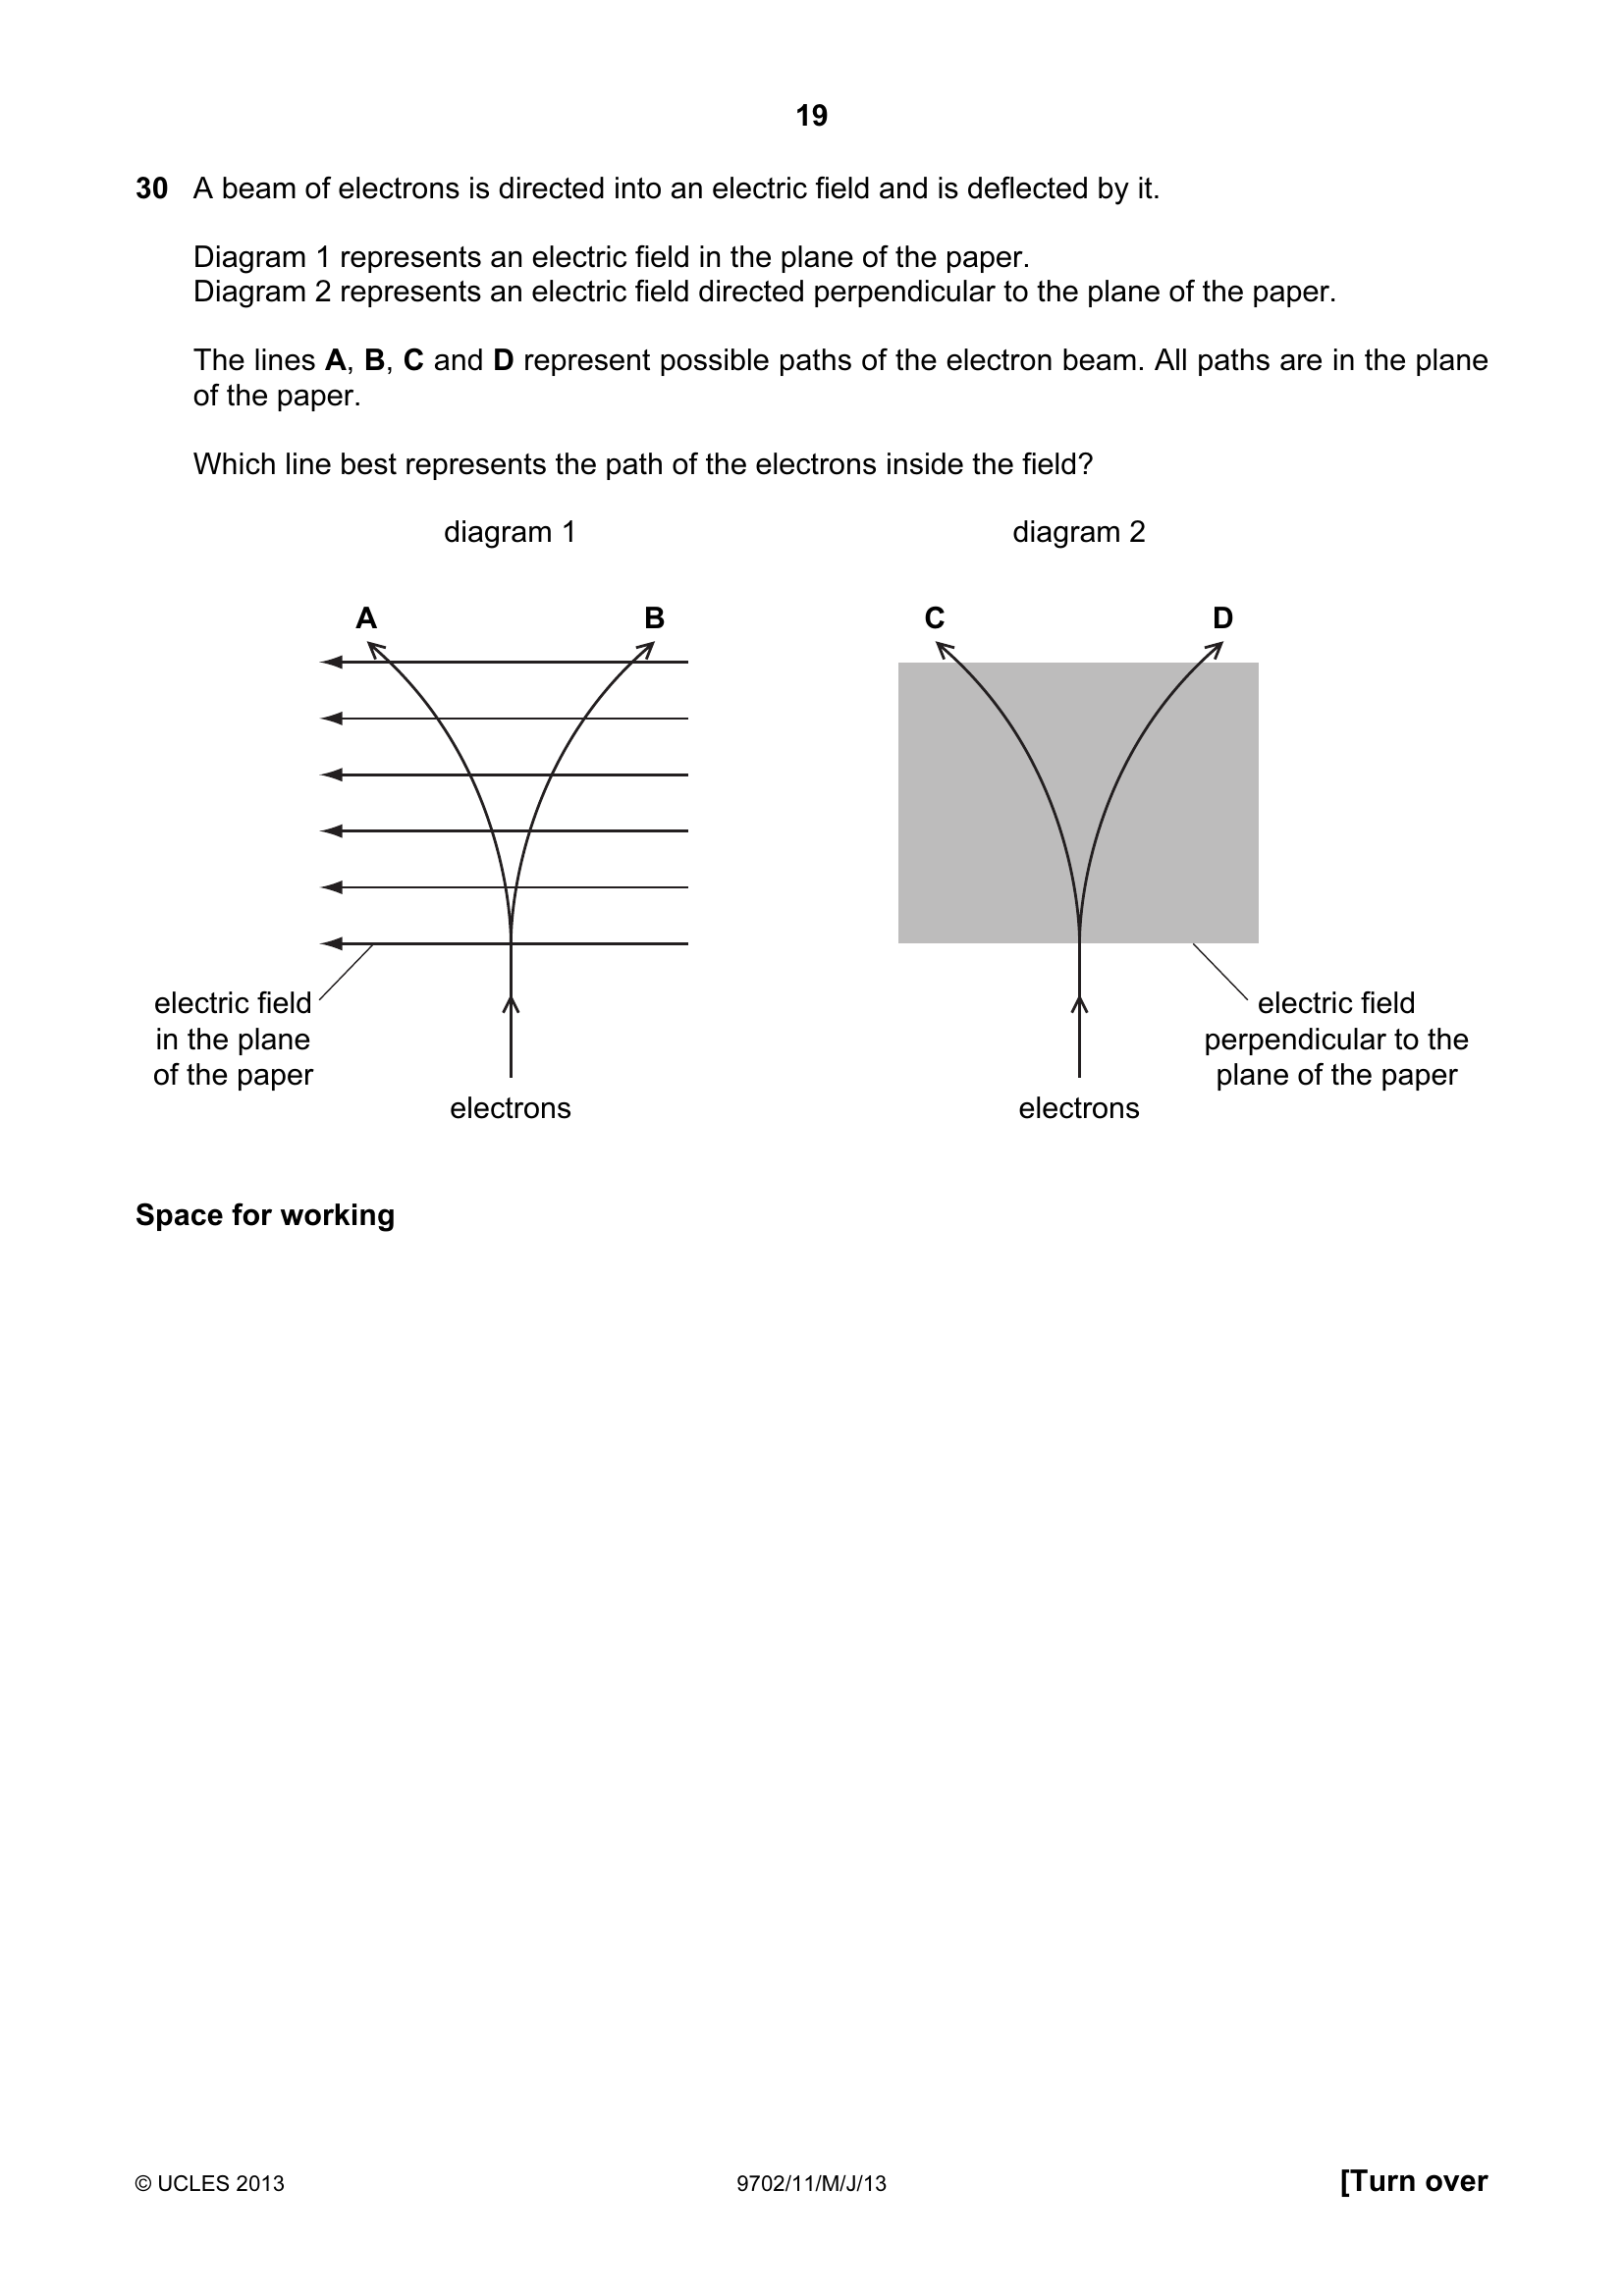 19
30 A beam of electrons is directed into an electric field and is deflected by it.
Diagram 1 represents an electric field in the plane of the paper.
Diagram 2 represents an electric field directed perpendicular to the plane of the paper.
The lines A, B, C and D represent possible paths of the electron beam. All paths are in the plane
of the paper.
Which line best represents the path of the electrons inside the field?
diagram 1
diagram 2
A
B
C
D
electric field
in the plane
of the paper
electrons
electrons
electric field
perpendicular to the
plane of the paper
Space for working
© UCLES 2013
9702/11/M/J/13
[Turn over